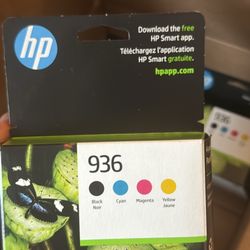 hp
Download the free
HP Smart app.
Téléchargez l'application
HP Smart gratuite.
hpapp.com
936
Black
Noir
Cyan
Magenta
Yellow
Jaune
936